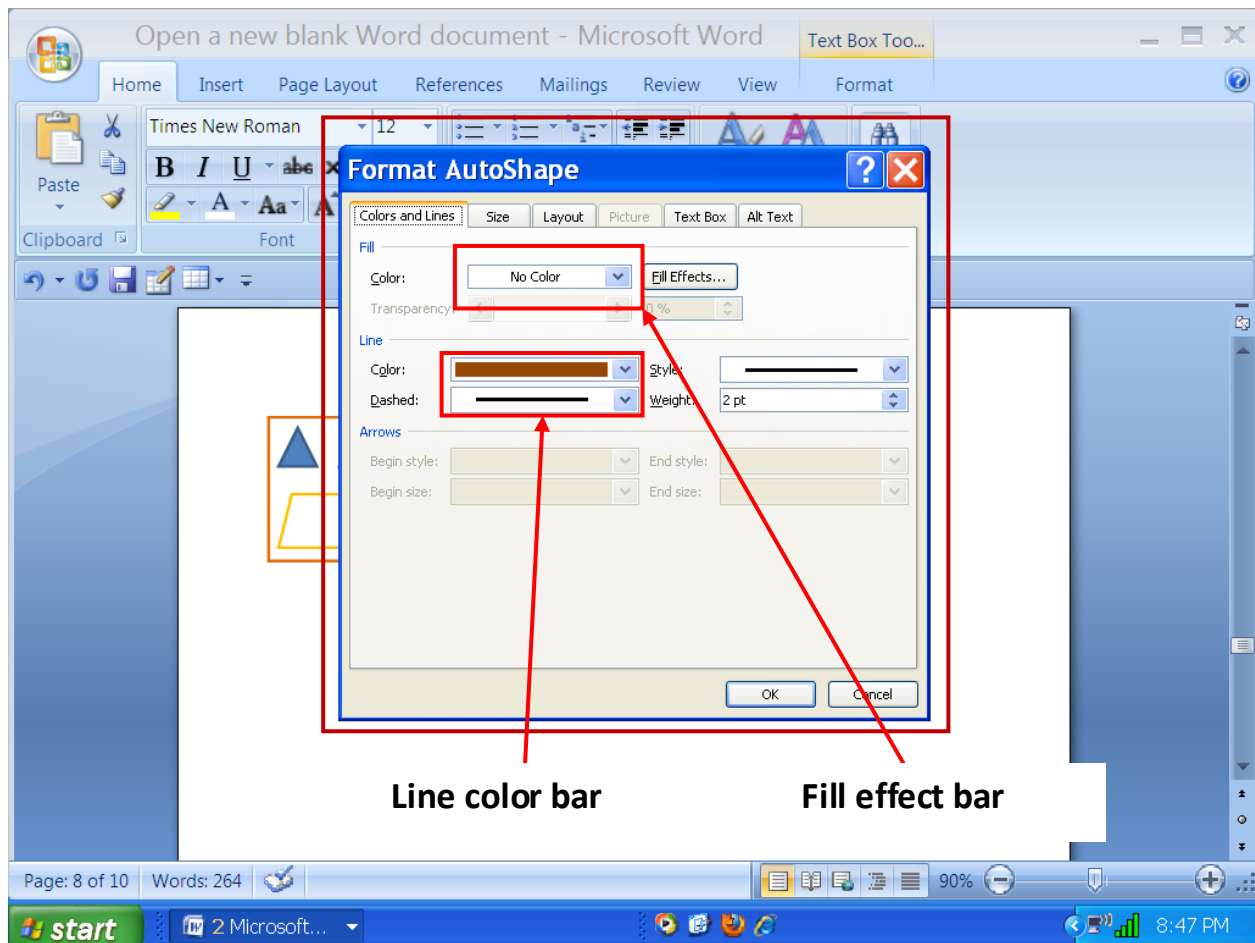 Open a new blank Word document - Microsoft Word
Text Box Too...
Home Insert Page Layout References Mailings Review View Format
Times New Roman 12
B I U abc
Paste
A Aa A
Clipboard Font
Format AutoShape
Colors and Lines Size Layout Picture Text Box Alt Text
Fill
Color: No Color Fill Effects...
Transparency: 0 %
Line
Color: Style:
Dashed: Weight: 2 pt
Arrows
Begin style: End style:
Begin size: End size:
OK Cancel
Line color bar Fill effect bar
Page: 8 of 10 Words: 264 90%
start 2 Microsoft... 8:47 PM